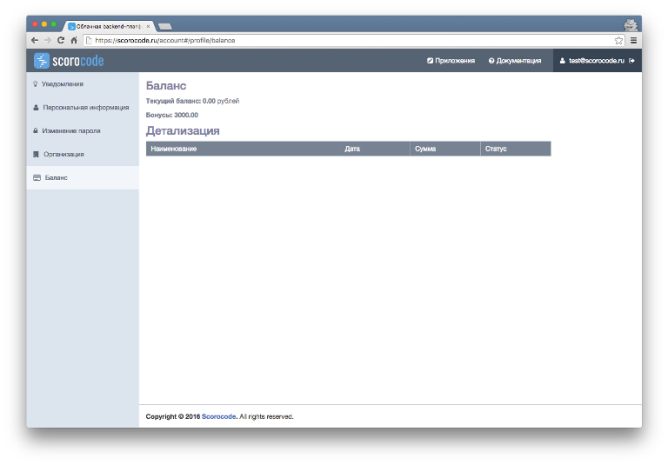 Облачная backend-плат
https://scorocode.ru/account#/profile/balance
scorocode
Приложения
Документация
test@scorocode.ru
Уведомления
Персональная информация
Изменение пароля
Организация
Баланс
Баланс
Текущий баланс: 0.00 рублей
Бонусы: 3000.00
Детализация
Наименование Дата Сумма Статус
Copyright © 2016 Scorocode. All rights reserved.